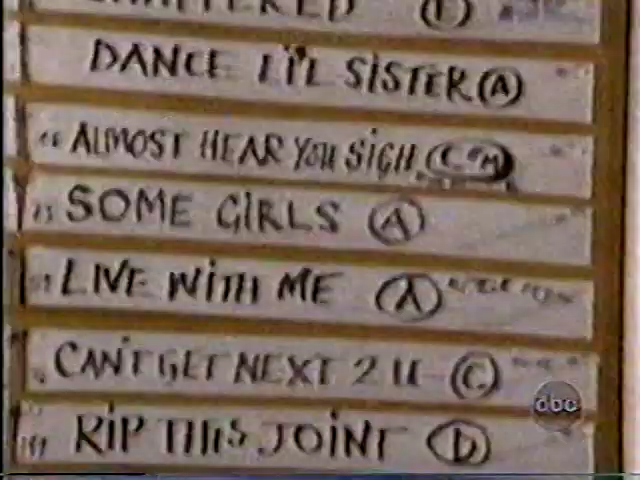 SHATTERED (E)
DANCE LI'L SISTER (A)
" ALMOST HEAR YOU SIGH
" SOME GIRLS (A)
" LIVE WITH ME (A)
CAN'T GET NEXT 2 U (C)
RIP THIS JOINT (D)
abc